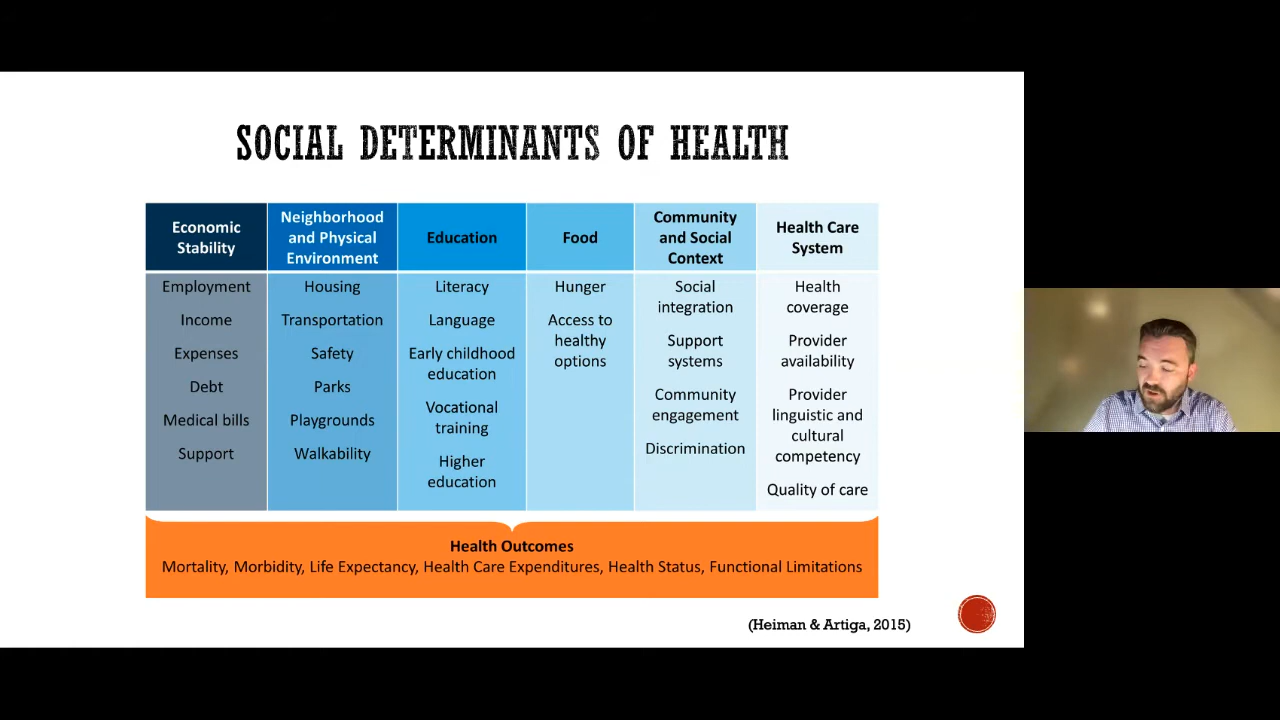 SOCIAL DETERMINANTS OF HEALTH
Economic
Stability
Neighborhood
and Physical
Environment
Education
Food
Community
and Social
Context
Health Care
System
Employment
Income
Expenses
Debt
Medical bills
Support
Housing
Transportation
Safety
Parks
Playgrounds
Walkability
Literacy
Language
Early childhood
education
Vocational
training
Higher
education
Hunger
Access to
healthy
options
Social
integration
Support
systems
Community
engagement
Discrimination
Health
coverage
Provider
availability
Provider
linguistic and
cultural
competency
Quality of care
Health Outcomes
Mortality, Morbidity, Life Expectancy, Health Care Expenditures, Health Status, Functional Limitations
(Heiman & Artiga, 2015)